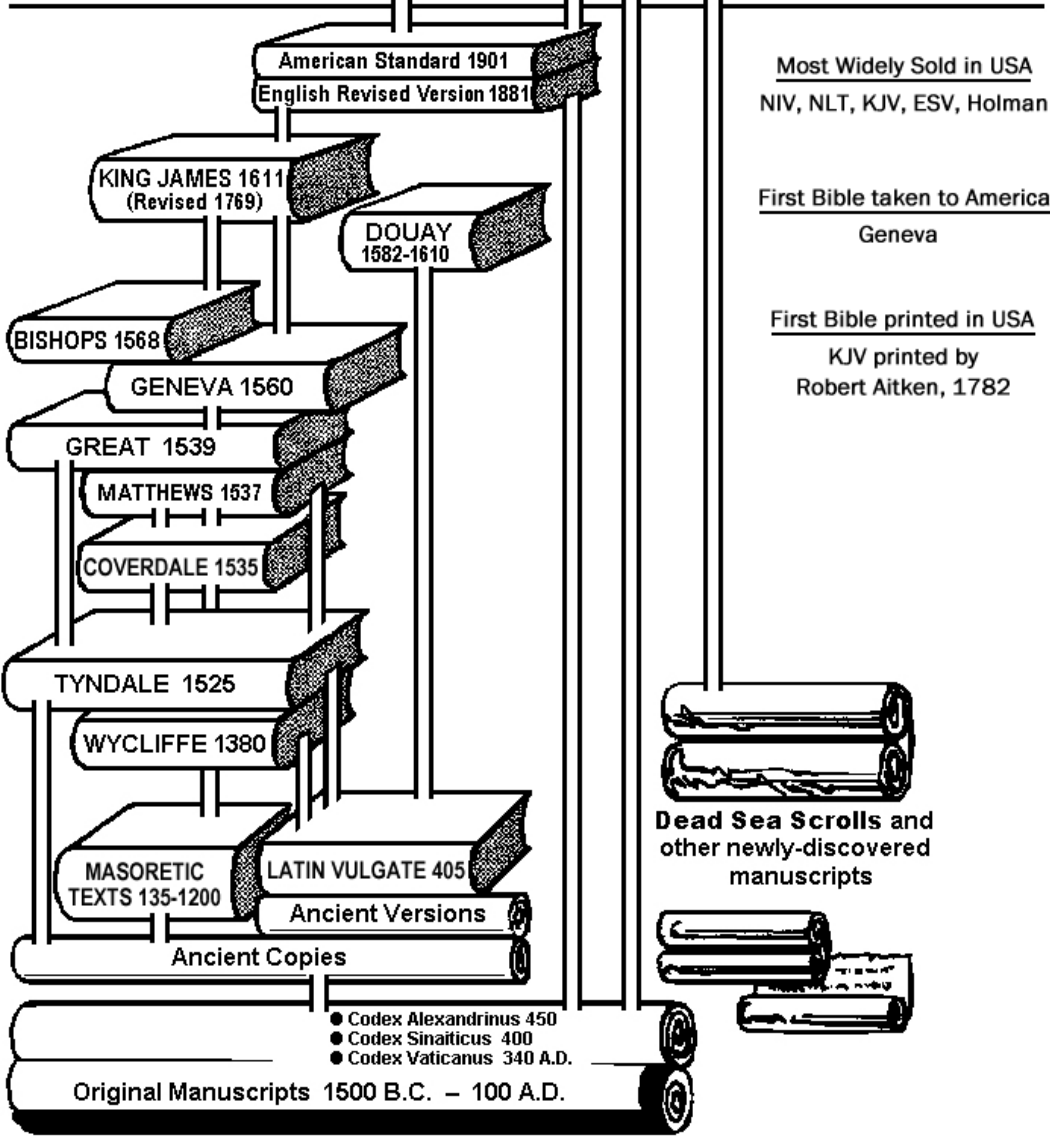 American Standard 1901
English Revised Version 1881
KING JAMES 1611
(Revised 1769)
DOUAY
1582-1610
BISHOPS 1568
GENEVA 1560
GREAT 1539
MATTHEWS 1537
COVERDALE 1535
TYNDALE 1525
WYCLIFFE 1380
MASORETIC
TEXTS 135-1200
LATIN VULGATE 405
Ancient Versions
Ancient Copies
● Codex Alexandrinus 450
● Codex Sinaiticus 400
● Codex Vaticanus 340 A.D.
Original Manuscripts 1500 B.C. – 100 A.D.
Most Widely Sold in USA
NIV, NLT, KJV, ESV, Holman
First Bible taken to America
Geneva
First Bible printed in USA
KJV printed by
Robert Aitken, 1782
Dead Sea Scrolls and
other newly-discovered
manuscripts